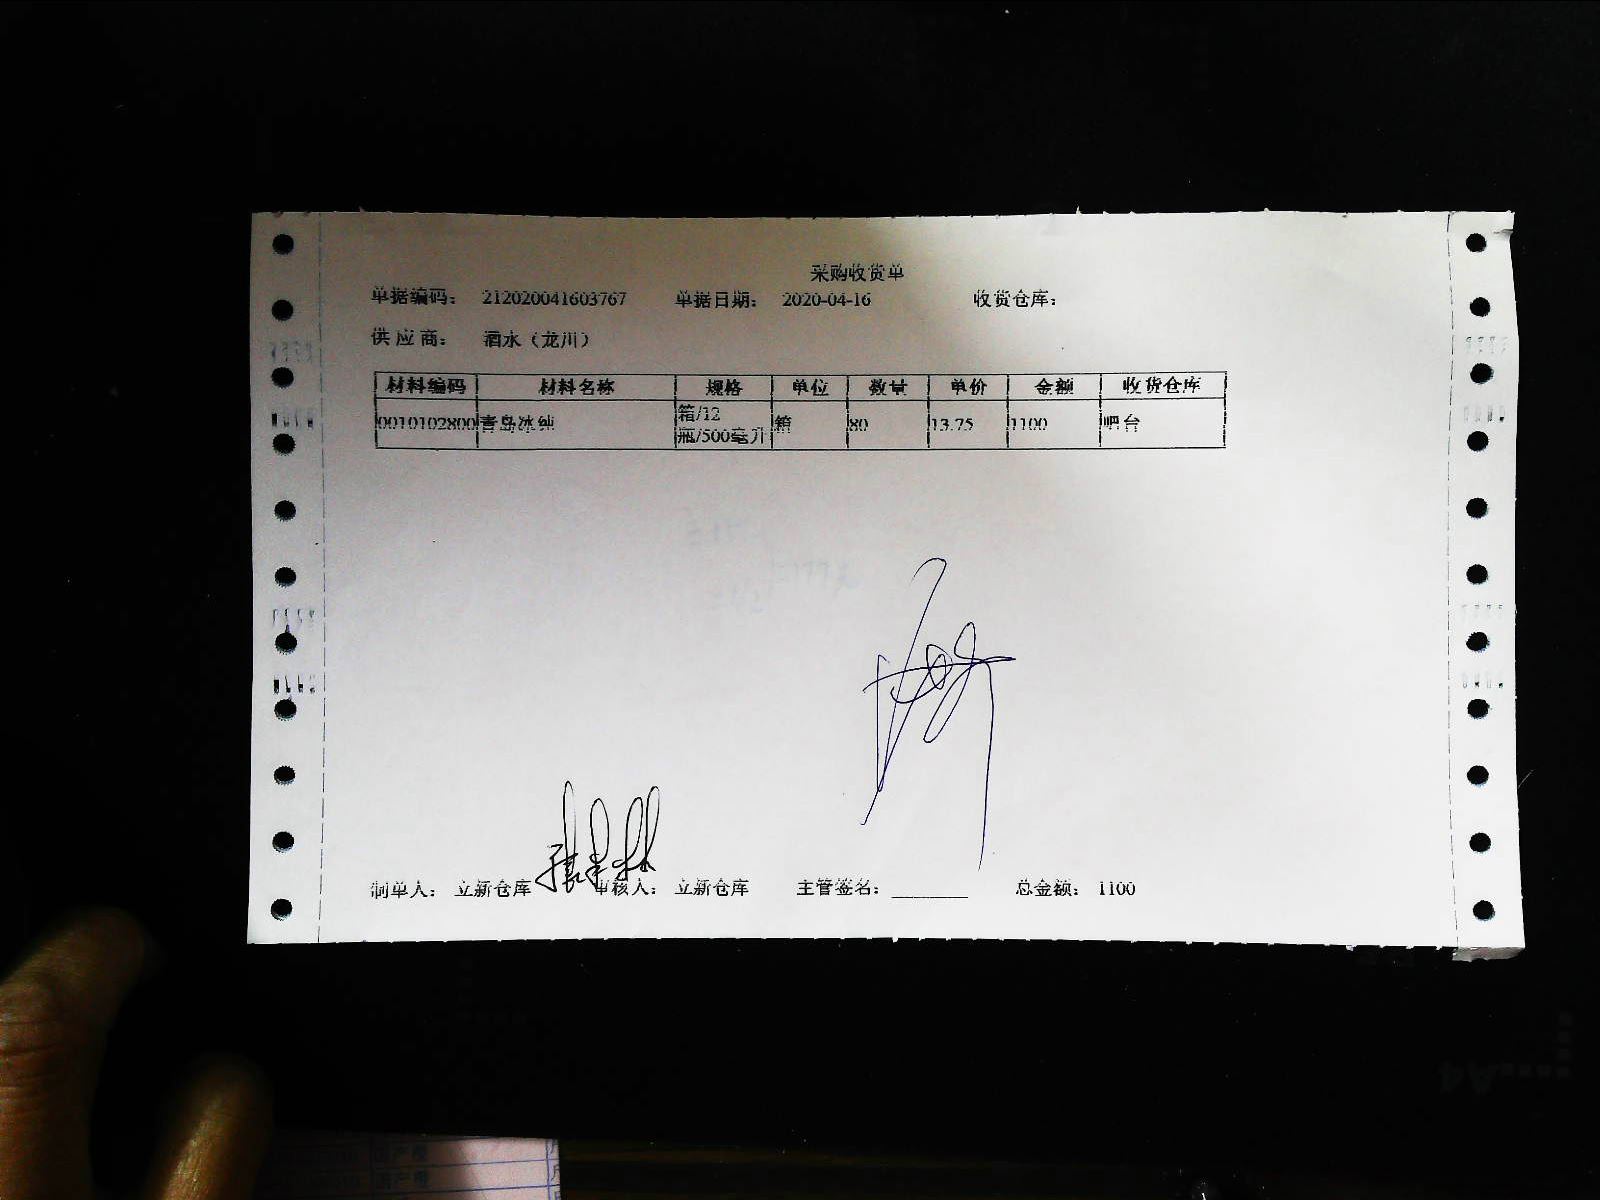 采购收货单
单据编码： 212020041603767 单据日期： 2020-04-16 收货仓库：
供 应 商： 酒水（龙川）
材料编码 材料名称 规格 单位 数量 单价 金额 收货仓库
0010102800 青岛冰纯 箱/12瓶/500毫升 箱 80 13.75 1100 吧台
制单人： 立新仓库 审核人： 立新仓库 主管签名： 总金额： 1100